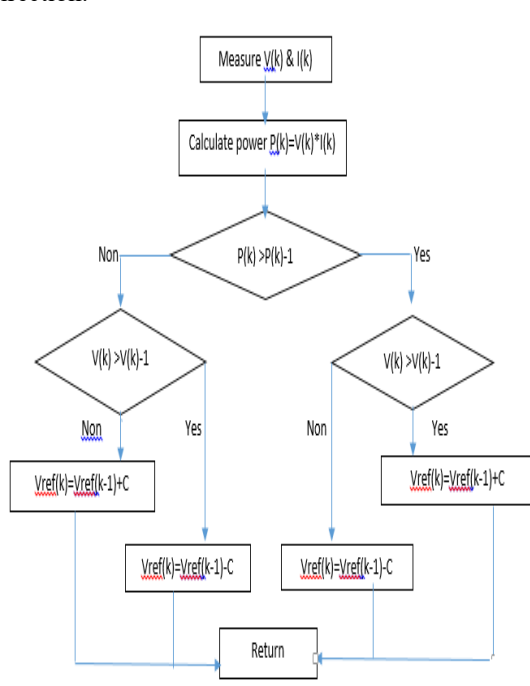 Measure V(k) & I(k)
Calculate power P(k)=V(k)*I(k)
P(k) >P(k)-1
Non
Yes
V(k) >V(k)-1
V(k) >V(k)-1
Non
Yes
Non
Yes
Vref(k)=Vref(k-1)+C
Vref(k)=Vref(k-1)+C
Vref(k)=Vref(k-1)-C
Vref(k)=Vref(k-1)-C
Return